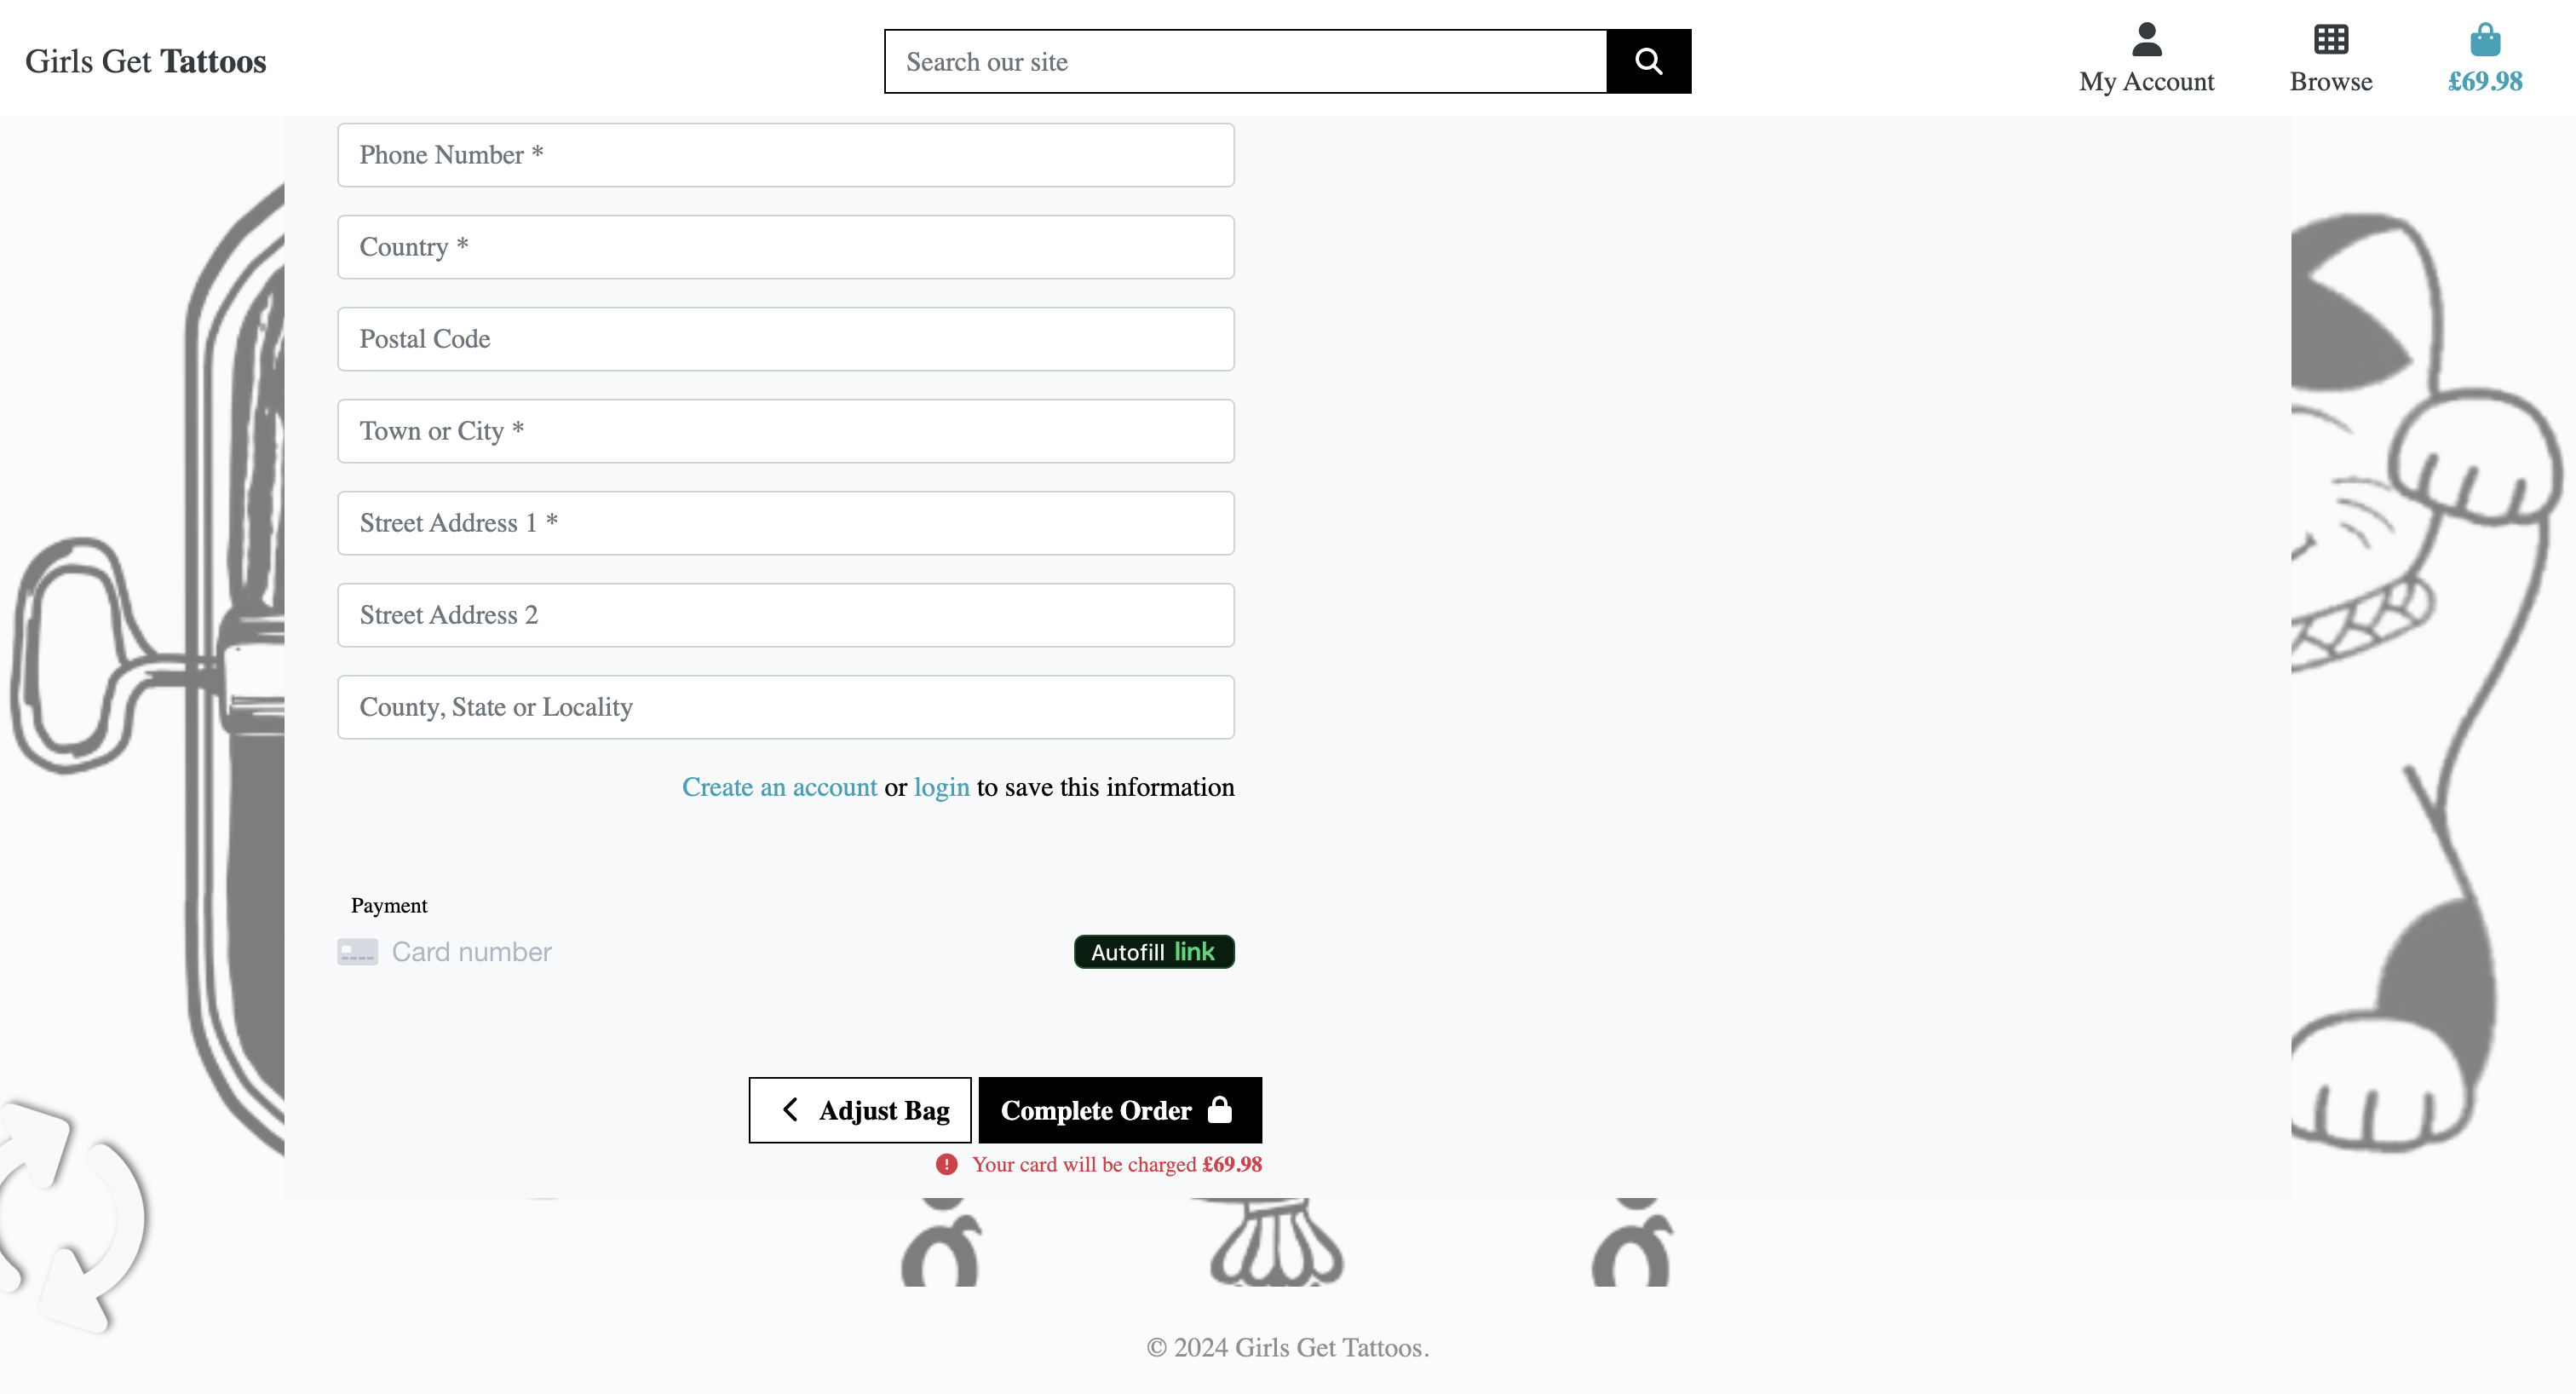 Girls Get Tattoos
Search our site
My Account
Browse
£69.98
Phone Number *
Country *
Postal Code
Town or City *
Street Address 1 *
Street Address 2
County, State or Locality
Create an account or login to save this information
Payment
Card number
Autofill link
Adjust Bag
Complete Order
Your card will be charged £69.98
© 2024 Girls Get Tattoos.